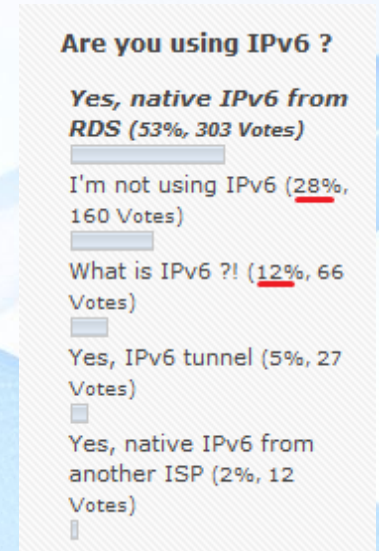 Are you using IPv6 ?
Yes, native IPv6 from
RDS (53%, 303 Votes)
I'm not using IPv6 (28%,
160 Votes)
What is IPv6 ?! (12%, 66
Votes)
Yes, IPv6 tunnel (5%, 27
Votes)
Yes, native IPv6 from
another ISP (2%, 12
Votes)